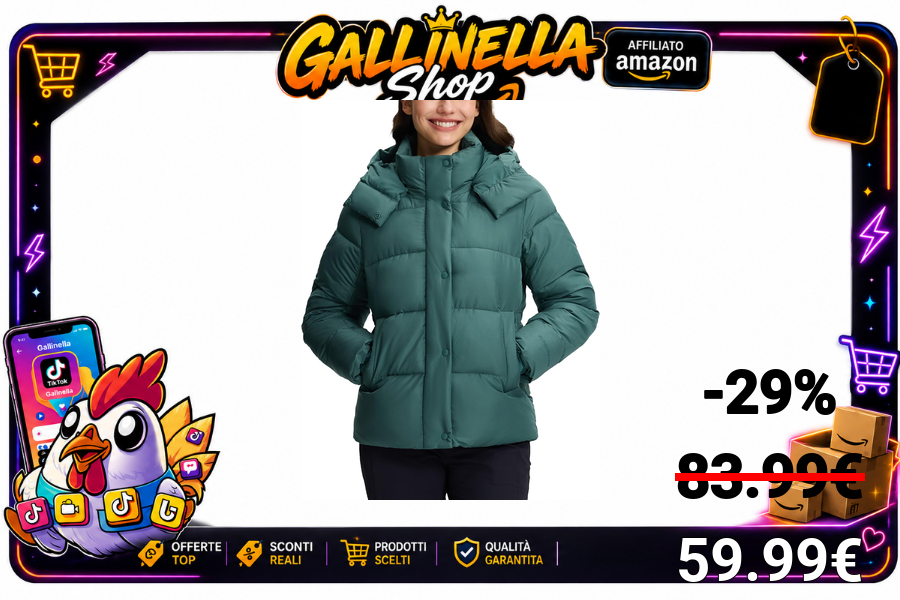 GALLINELLA
Shop
AFFILIATO
amazon
Gallinella
TikTok
Gallinella
-29%
83.99€
59.99€
OFFERTE
TOP
SCONTI
REALI
PRODOTTI
SCELTI
QUALITÀ
GARANTITA